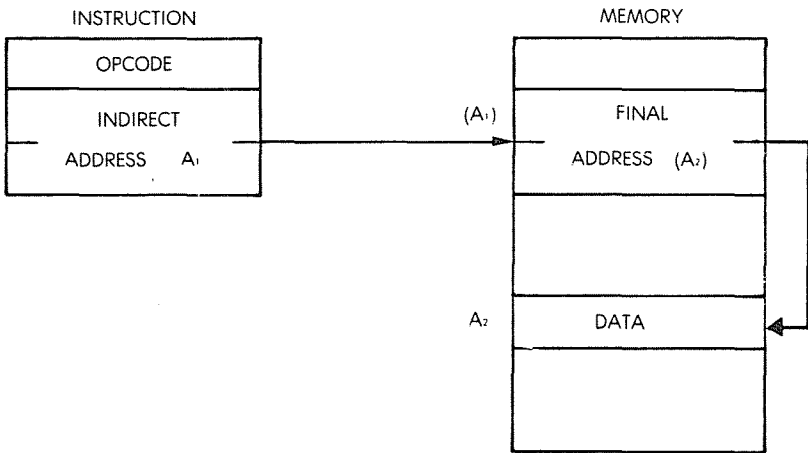 INSTRUCTION
OPCODE
INDIRECT
ADDRESS A₁
MEMORY
(A₁)
FINAL
ADDRESS (A₂)
A₂
DATA